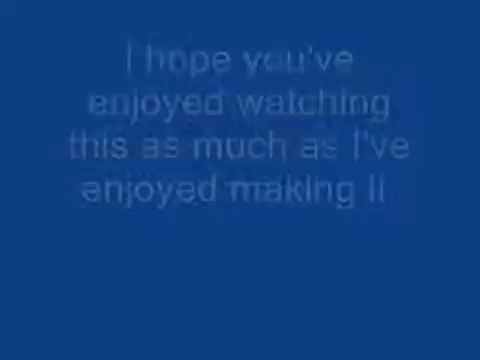 I hope you've
enjoyed watching
this as much as I've
enjoyed making it